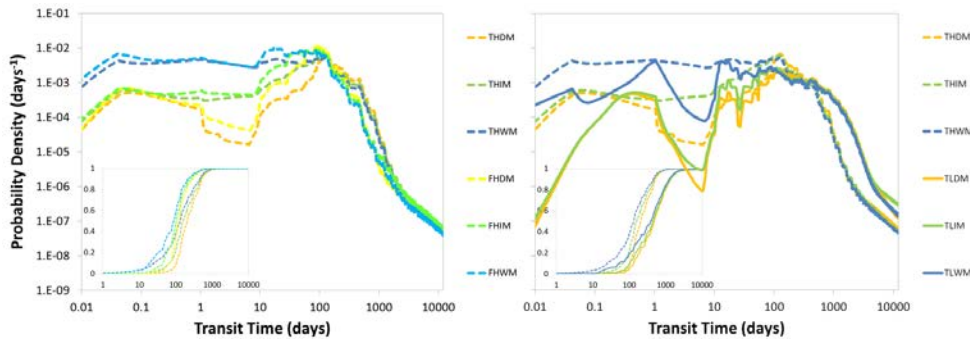 1.E-01
1.E-02
1.E-03
1.E-04
1.E-05
1.E-06
1.E-07
1.E-08
1.E-09
Probability Density (days⁻¹)
0.01 0.1 1 10 100 1000 10000
Transit Time (days)
1
0.8
0.6
0.4
0.2
0
1 100 10000
THDM
THIM
THWM
FHDM
FHIM
FHWM
1
0.8
0.6
0.4
0.2
0
1 10 100 1000 10000
0.01 0.1 1 10 100 1000 10000
Transit Time (days)
THDM
THIM
THWM
TLDM
TLIM
TLWM